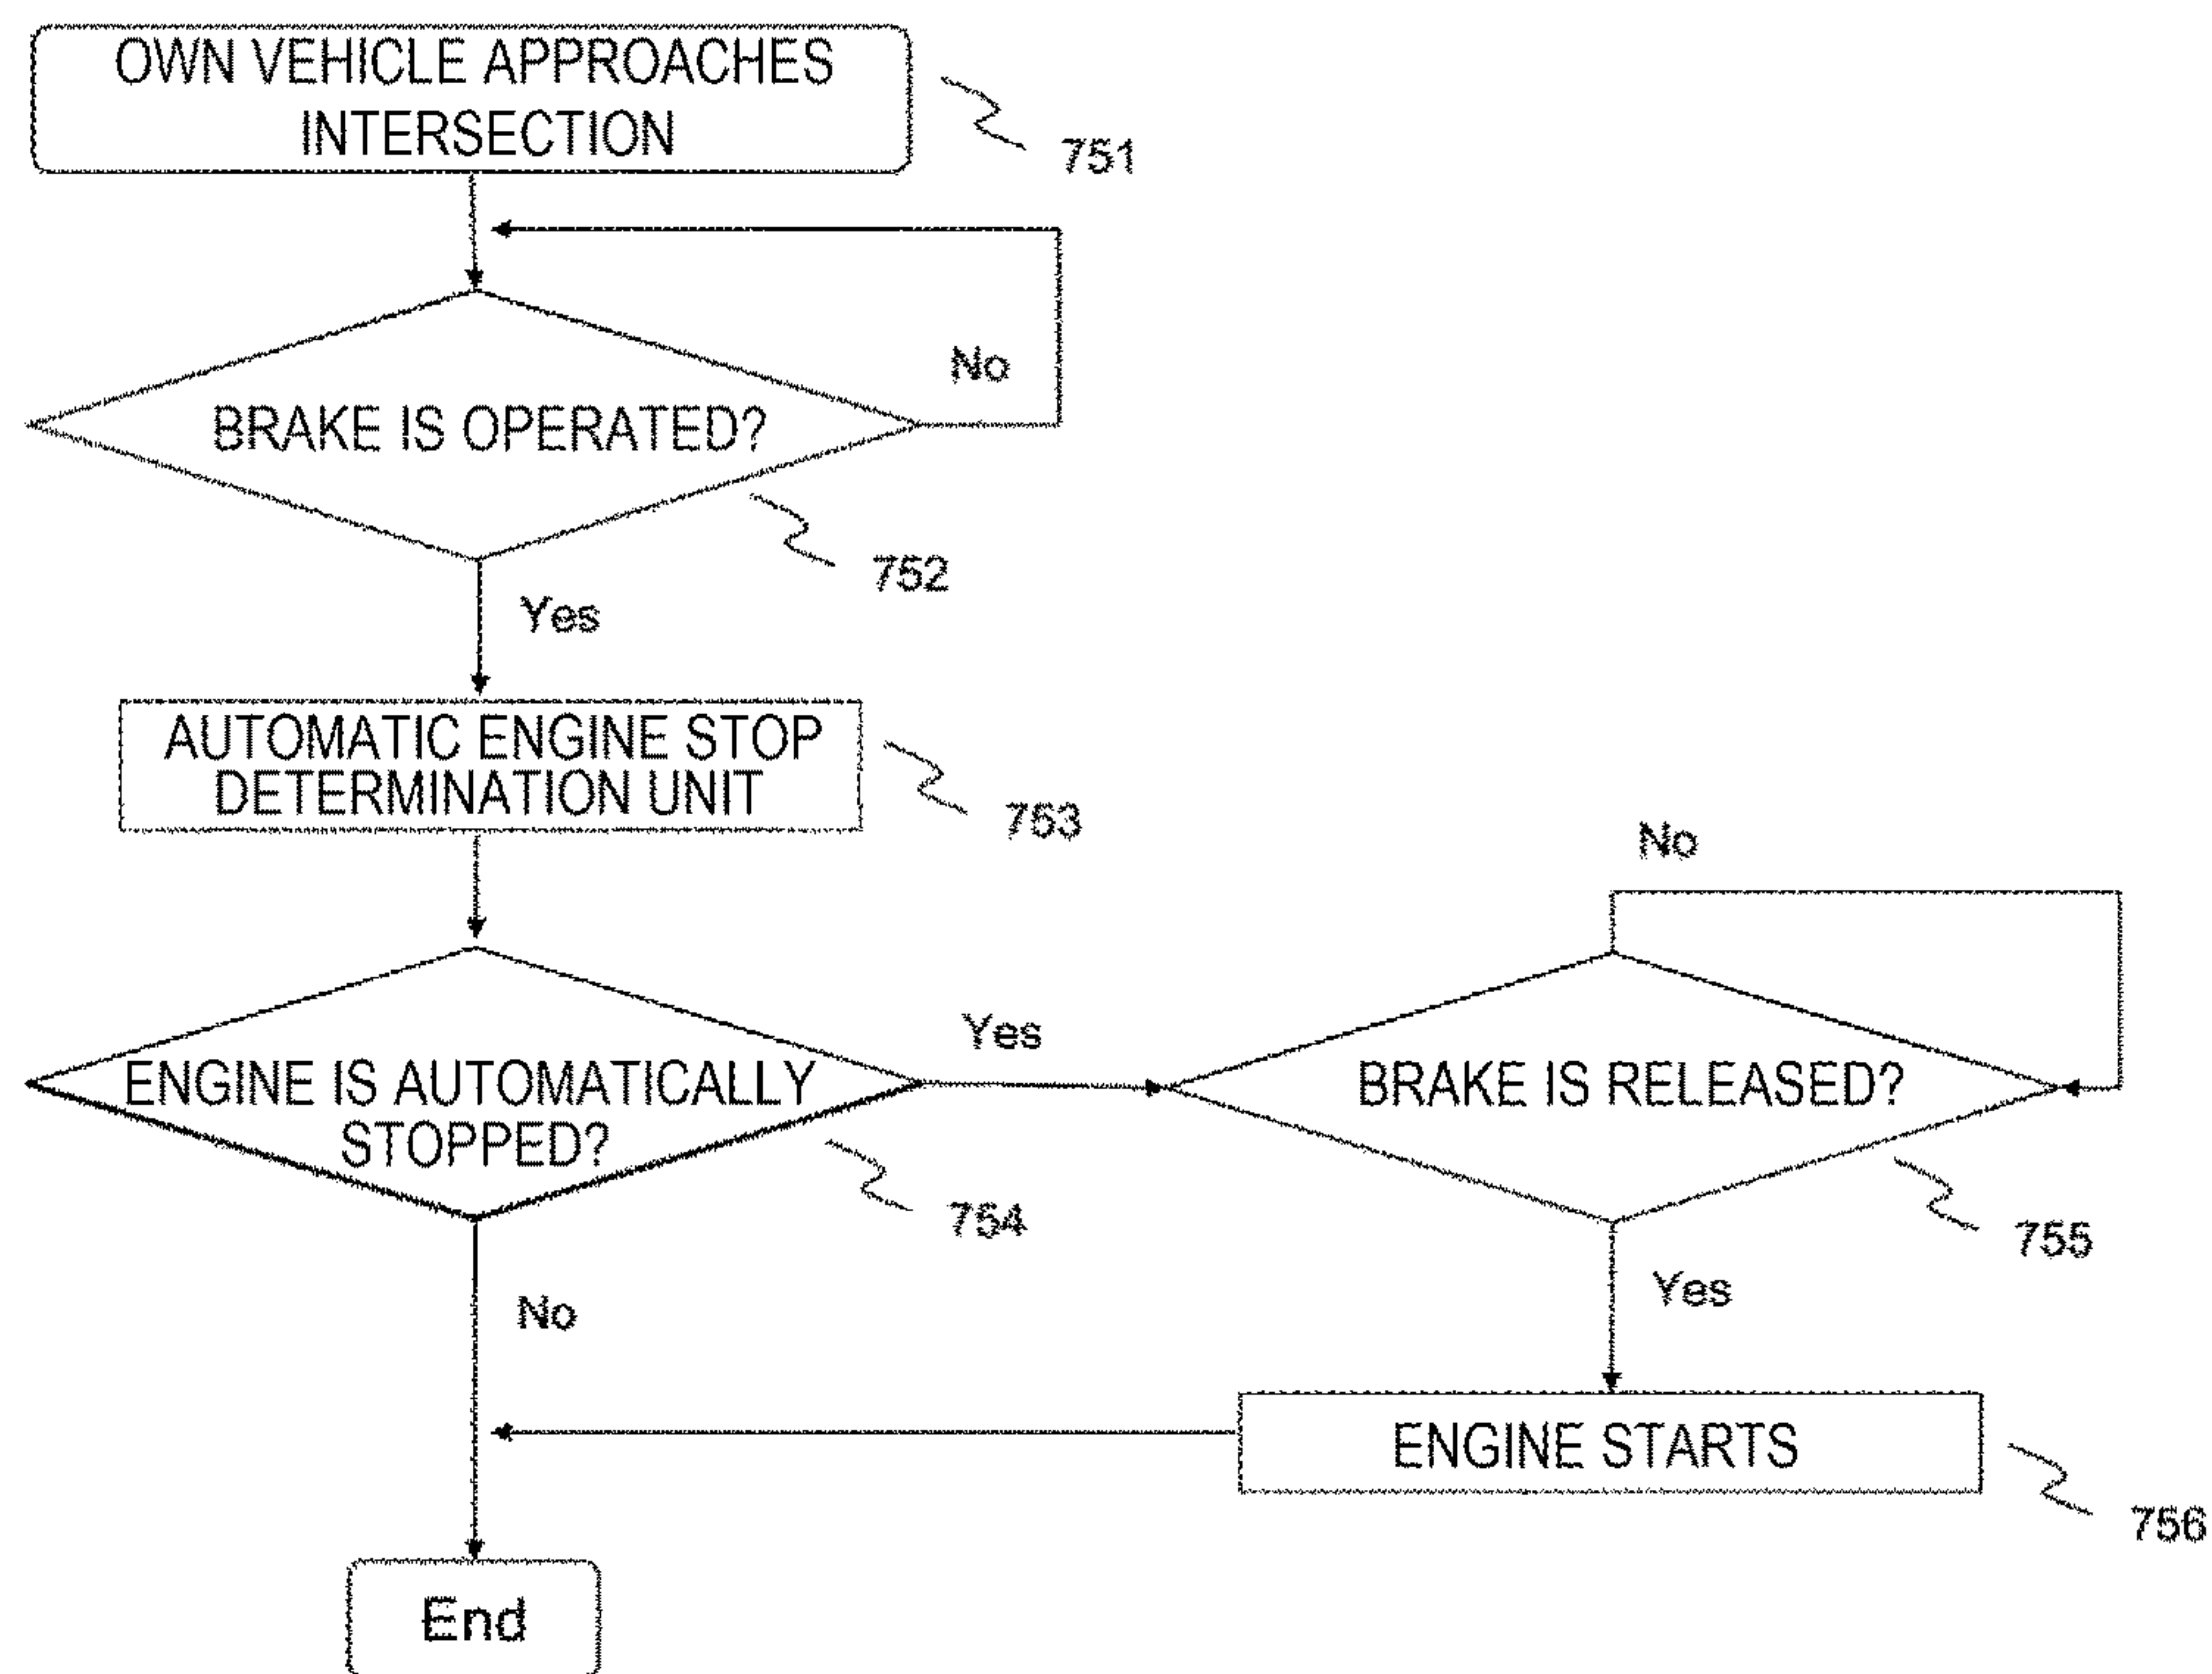 OWN VEHICLE APPROACHES
INTERSECTION
751
No
BRAKE IS OPERATED?
752
Yes
AUTOMATIC ENGINE STOP
DETERMINATION UNIT
753
No
Yes
ENGINE IS AUTOMATICALLY
STOPPED?
754
BRAKE IS RELEASED?
755
Yes
No
ENGINE STARTS
756
End